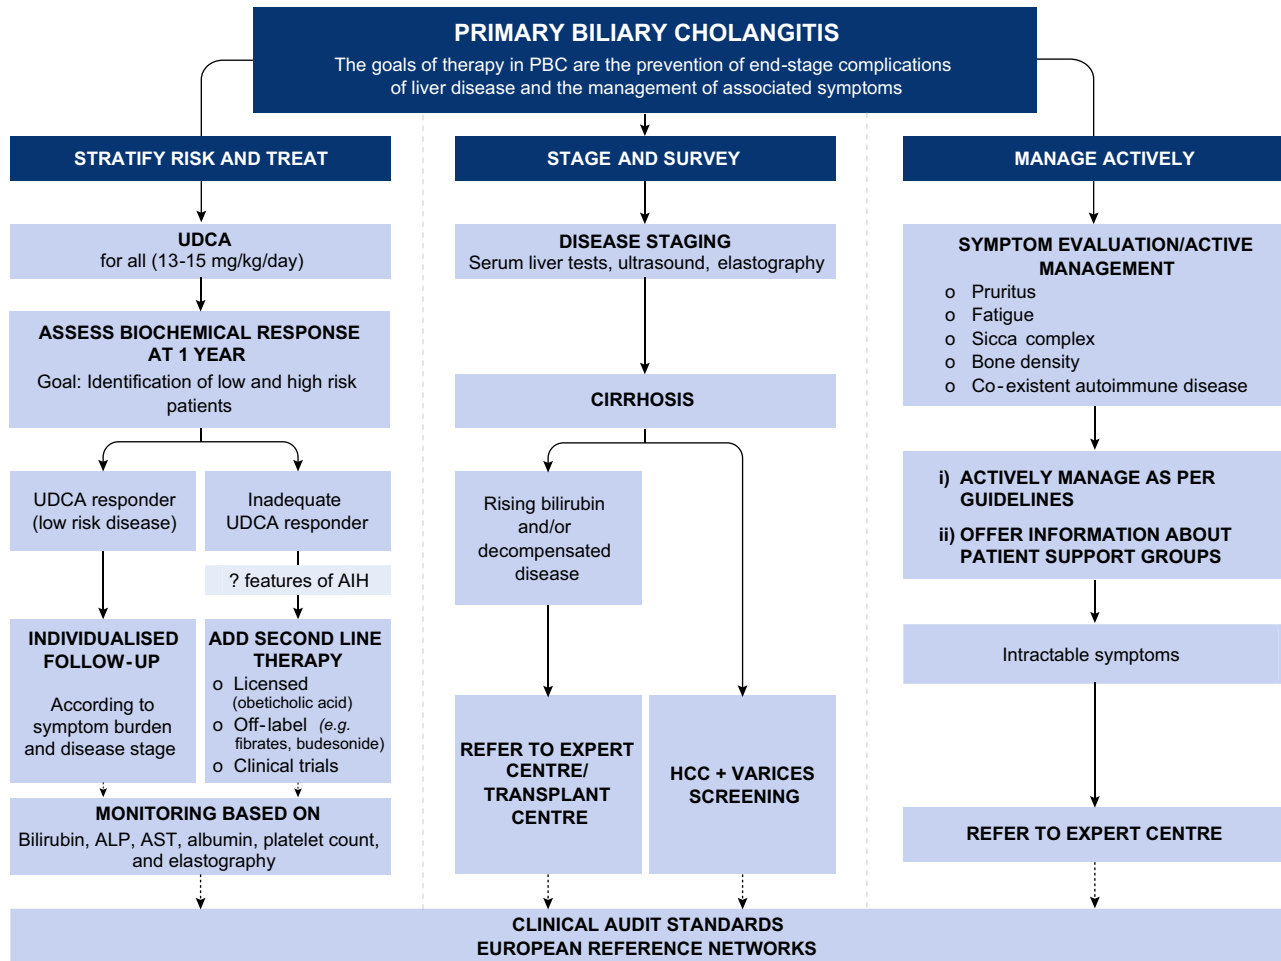 PRIMARY BILIARY CHOLANGITIS
The goals of therapy in PBC are the prevention of end-stage complications
of liver disease and the management of associated symptoms
STRATIFY RISK AND TREAT
UDCA
for all (13-15 mg/kg/day)
ASSESS BIOCHEMICAL RESPONSE
AT 1 YEAR
Goal: Identification of low and high risk
patients
UDCA responder
(low risk disease)
Inadequate
UDCA responder
? features of AIH
INDIVIDUALISED
FOLLOW-UP
According to
symptom burden
and disease stage
ADD SECOND LINE
THERAPY
o Licensed
(obeticholic acid)
o Off-label (e.g.
fibrates, budesonide)
o Clinical trials
MONITORING BASED ON
Bilirubin, ALP, AST, albumin, platelet count,
and elastography
STAGE AND SURVEY
DISEASE STAGING
Serum liver tests, ultrasound, elastography
CIRRHOSIS
Rising bilirubin
and/or
decompensated
disease
REFER TO EXPERT
CENTRE/
TRANSPLANT
CENTRE
HCC + VARICES
SCREENING
MANAGE ACTIVELY
SYMPTOM EVALUATION/ACTIVE
MANAGEMENT
o Pruritus
o Fatigue
o Sicca complex
o Bone density
o Co-existent autoimmune disease
i) ACTIVELY MANAGE AS PER
GUIDELINES
ii) OFFER INFORMATION ABOUT
PATIENT SUPPORT GROUPS
Intractable symptoms
REFER TO EXPERT CENTRE
CLINICAL AUDIT STANDARDS
EUROPEAN REFERENCE NETWORKS